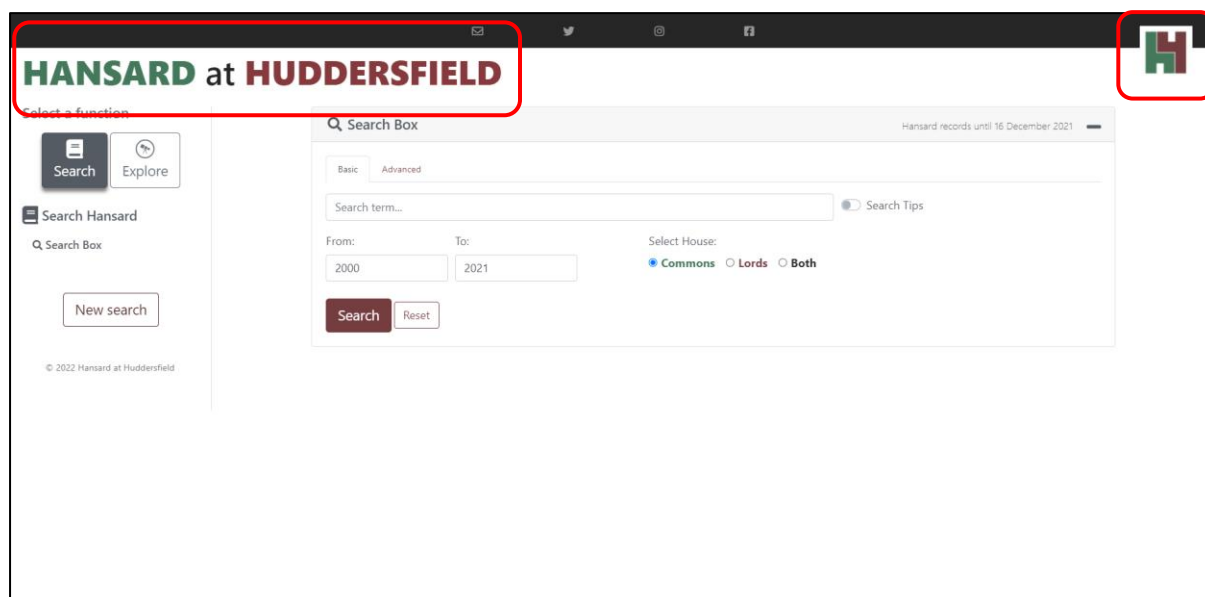 HANSARD at HUDDERSFIELD
Select a function
Search Explore
Search Hansard
Search Box
New search
© 2022 Hansard at Huddersfield
Search Box Hansard records until 16 December 2021
Basic Advanced
Search term... Search Tips
From: To: Select House:
2000 2021 Commons Lords Both
Search Reset